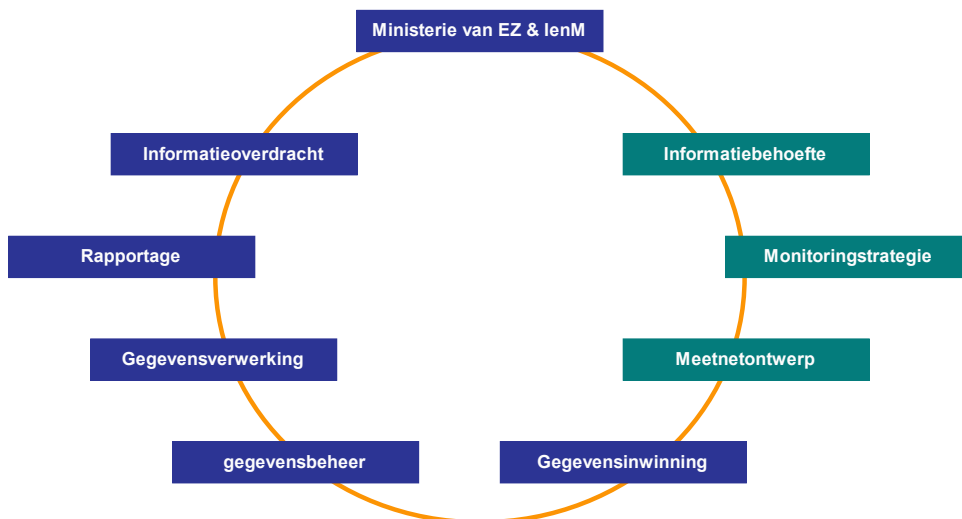 Ministerie van EZ & IenM
Informatieoverdracht
Informatiebehoefte
Rapportage
Monitoringstrategie
Gegevensverwerking
Meetnetontwerp
gegevensbeheer
Gegevensinwinning